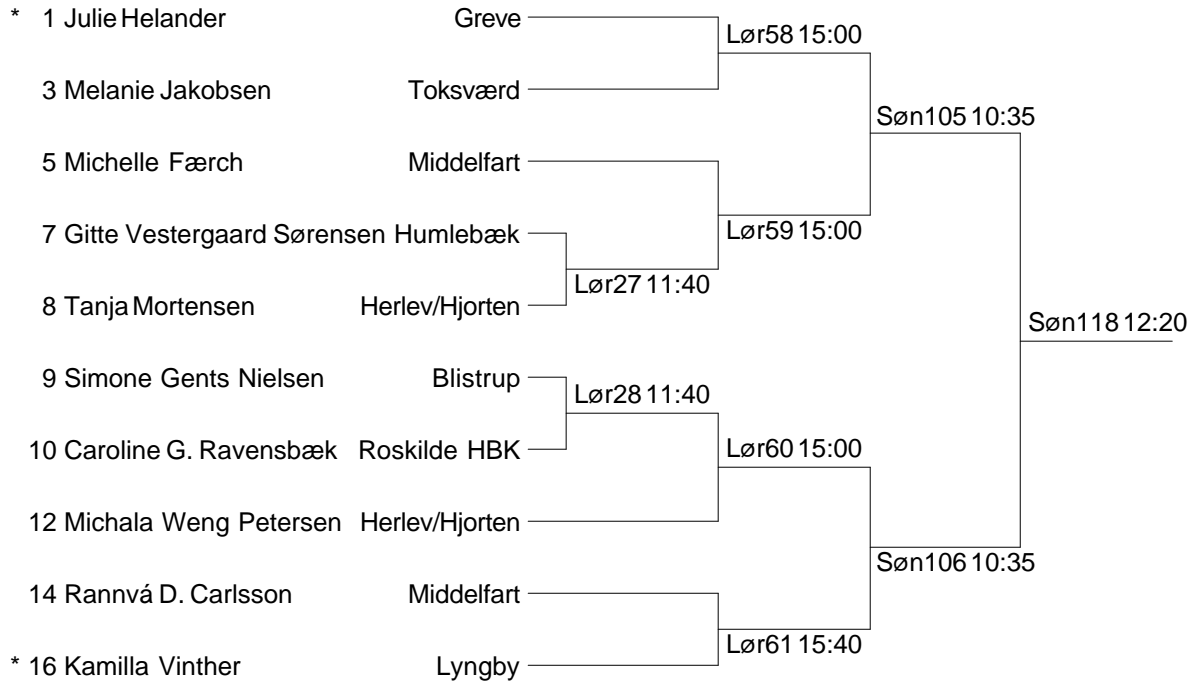 * 1 Julie Helander Greve
Lør58 15:00
3 Melanie Jakobsen Toksværd
Søn105 10:35
5 Michelle Færch Middelfart
7 Gitte Vestergaard Sørensen Humlebæk
Lør59 15:00
Lør27 11:40
8 Tanja Mortensen Herlev/Hjorten
Søn118 12:20
9 Simone Gents Nielsen Blistrup
Lør28 11:40
10 Caroline G. Ravensbæk Roskilde HBK
Lør60 15:00
12 Michala Weng Petersen Herlev/Hjorten
Søn106 10:35
14 Rannvá D. Carlsson Middelfart
Lør61 15:40
* 16 Kamilla Vinther Lyngby